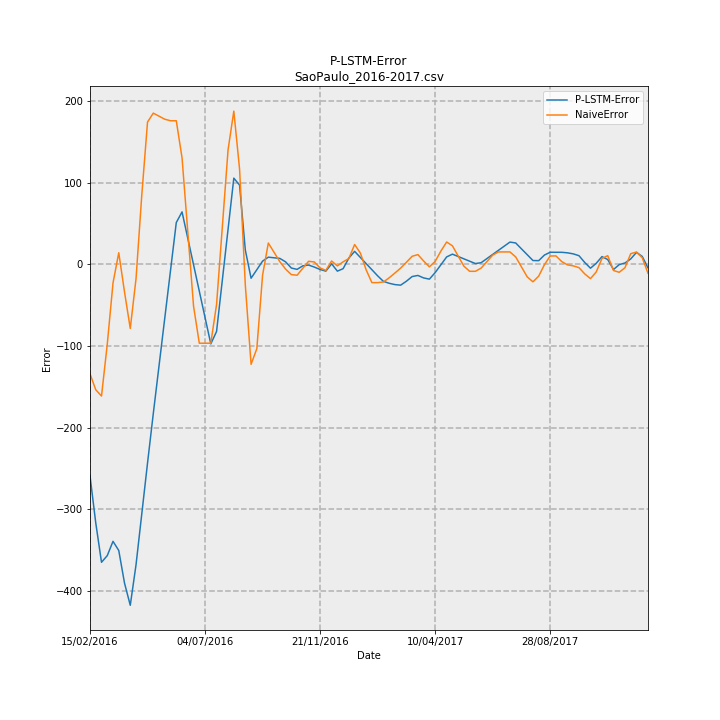 P-LSTM-Error
SaoPaulo_2016-2017.csv
P-LSTM-Error
NaiveError
200
100
0
−100
−200
−300
−400
Error
15/02/2016
04/07/2016
21/11/2016
10/04/2017
28/08/2017
Date